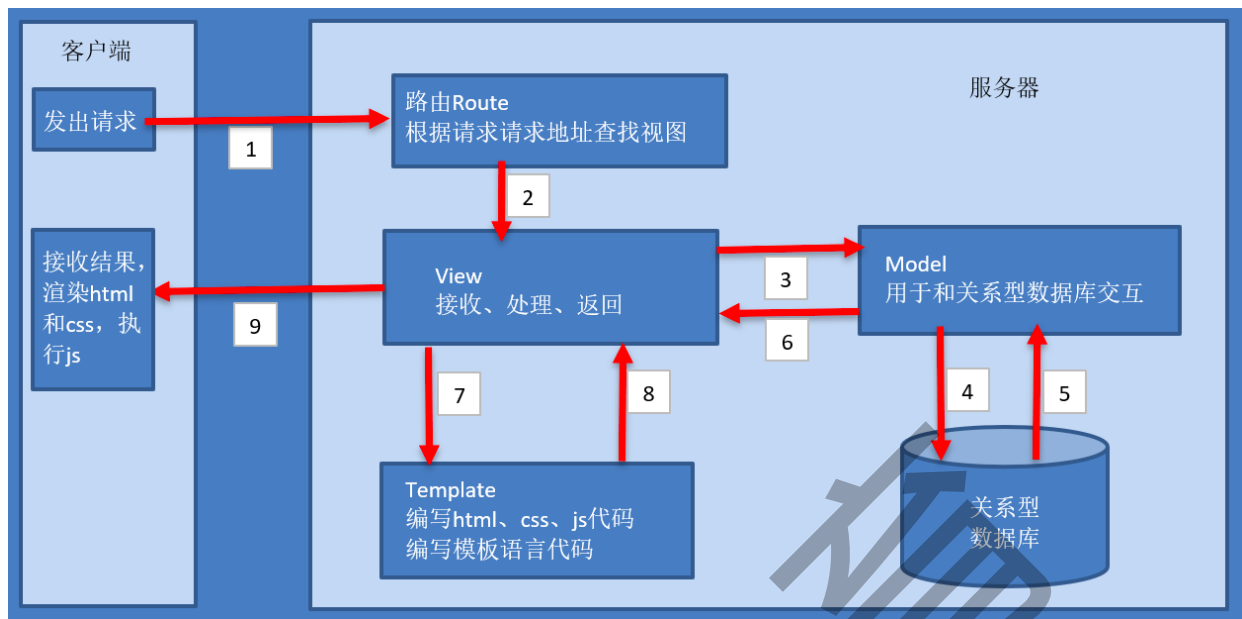 客户端
服务器
发出请求
1
路由Route
根据请求请求地址查找视图
2
接收结果，
渲染html
和css，执
行js
9
View
接收、处理、返回
3
6
Model
用于和关系型数据库交互
7
8
4
5
Template
编写html、css、js代码
编写模板语言代码
关系型
数据库